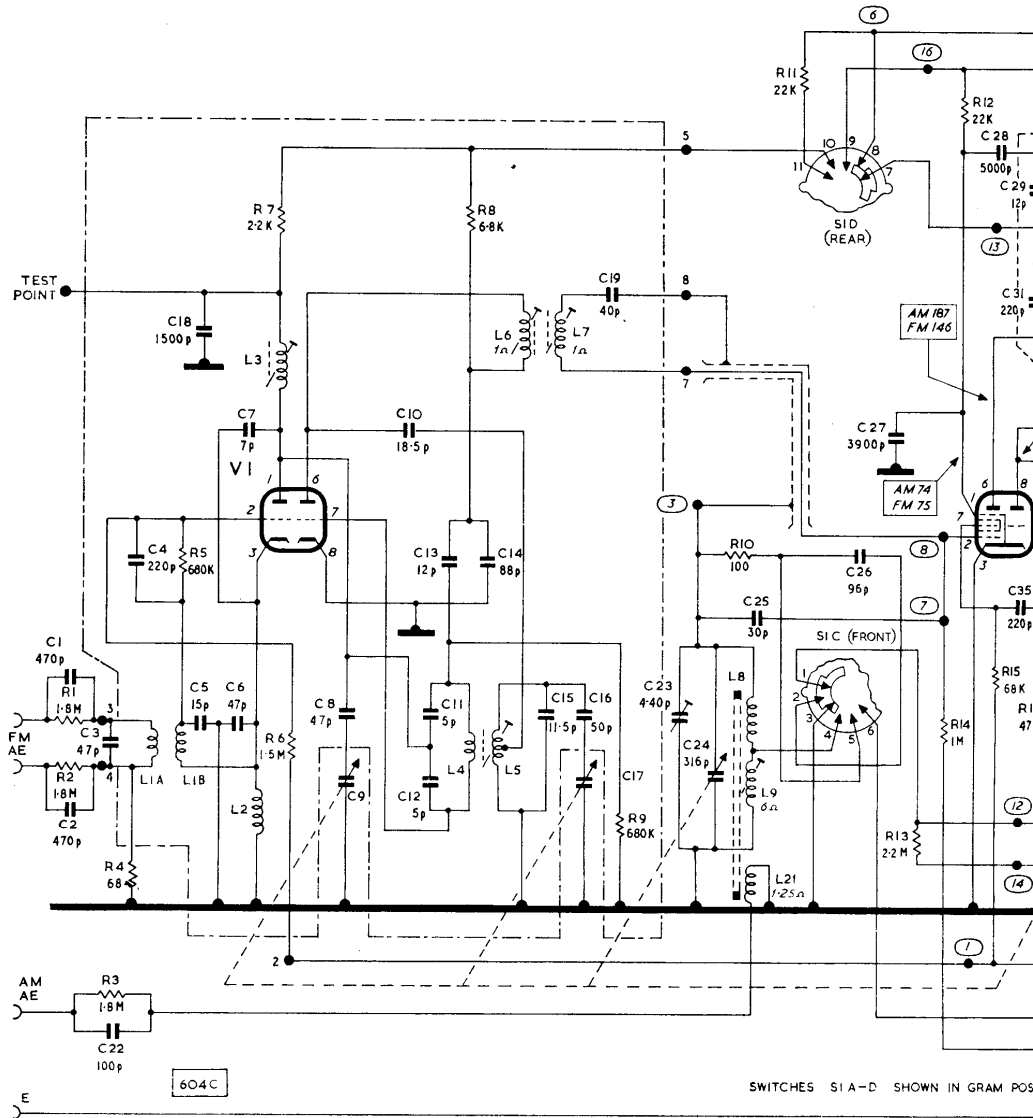 6
16
R11
22K
R12
22K
C28
5000p
C29
12p
5
9
10
8
11
7
S1D
(REAR)
13
R7
2.2K
R8
6.8K
TEST
POINT
C18
1500p
L3
C19
40p
8
L6
1Ω
L7
1Ω
7
C31
220p
AM 187
FM 146
C7
7p
C10
18.5p
V1
1
6
2
7
3
8
C27
3900p
AM 74
FM 75
6
8
1
7
2
3
3
8
C4
220p
R5
680K
C13
12p
C14
88p
R10
100
C26
96p
C35
220p
7
C25
30p
S1C (FRONT)
1
2
3
4
5
6
R15
68K
C1
470p
R1
1.8M
3
FM
AE
C3
47p
4
R2
1.8M
C2
470p
L1A
L1B
C5
15p
C6
47p
R6
1.5M
L2
C8
47p
C9
C11
5p
C12
5p
L4
L5
C15
11.5p
C16
50p
C17
R9
680K
C23
4-40p
C24
316p
L8
L9
6Ω
R14
1M
R1
47
12
R13
2.2M
14
R4
68
L21
1.25Ω
2
1
AM
AE
R3
1.8M
C22
100p
604C
SWITCHES S1A-D SHOWN IN GRAM POS
E